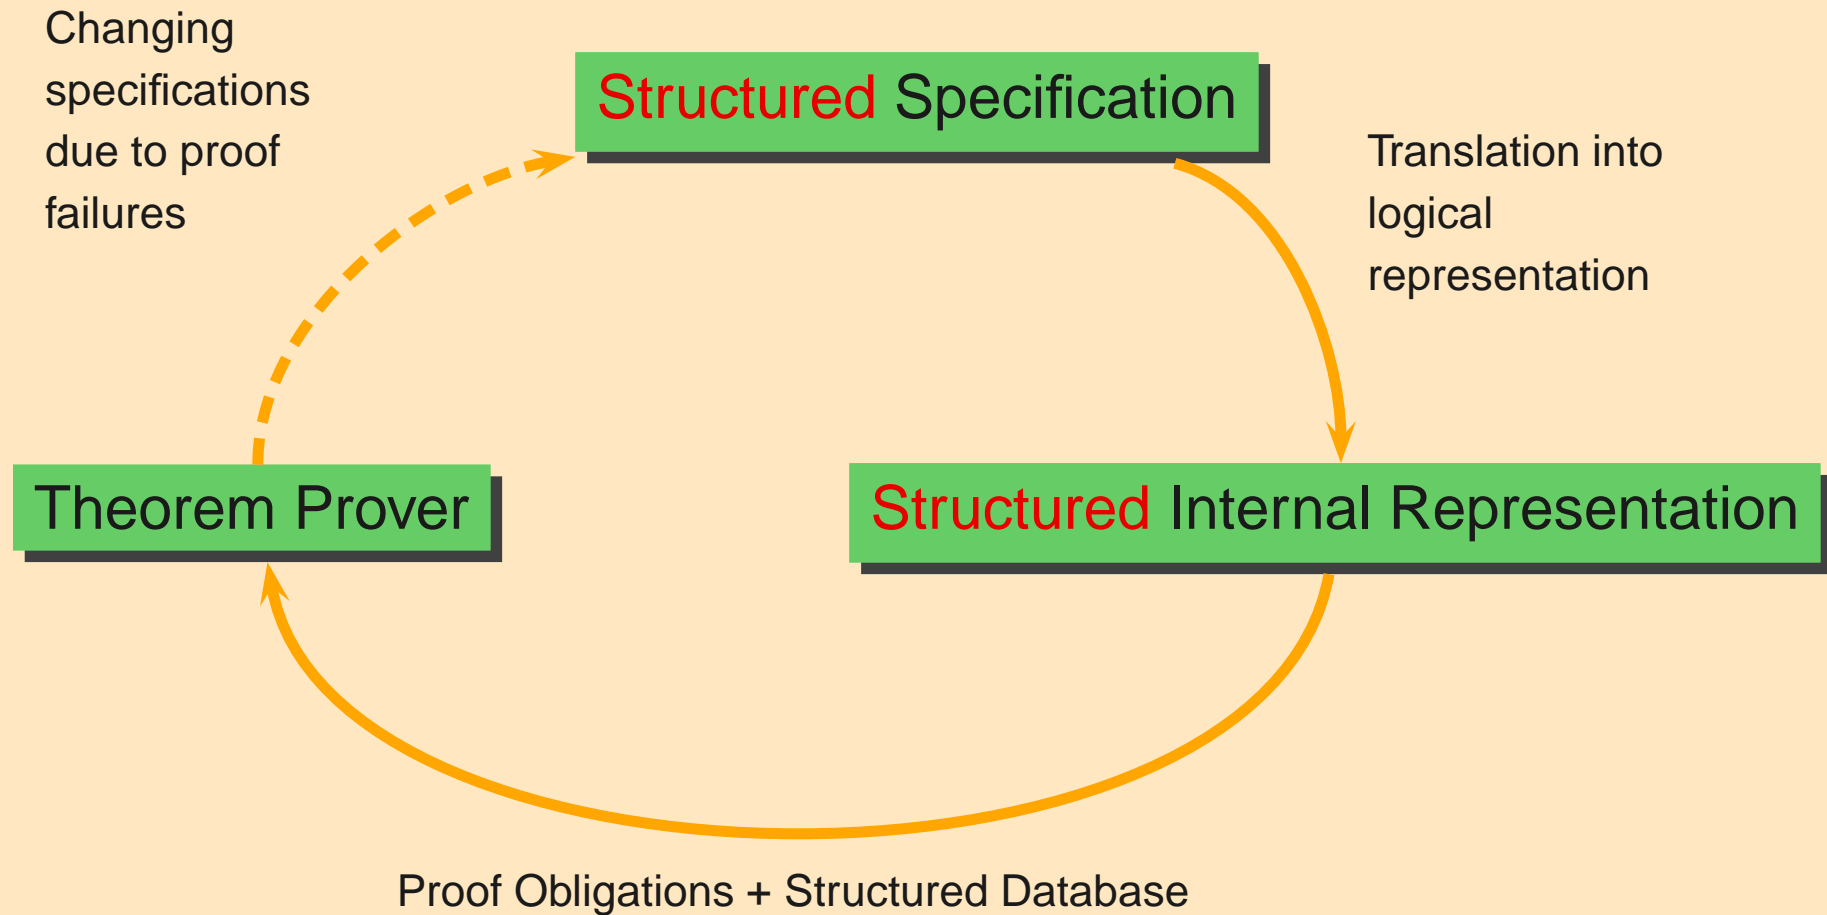 Changing
specifications
due to proof
failures
Structured Specification
Translation into
logical
representation
Theorem Prover
Structured Internal Representation
Proof Obligations + Structured Database